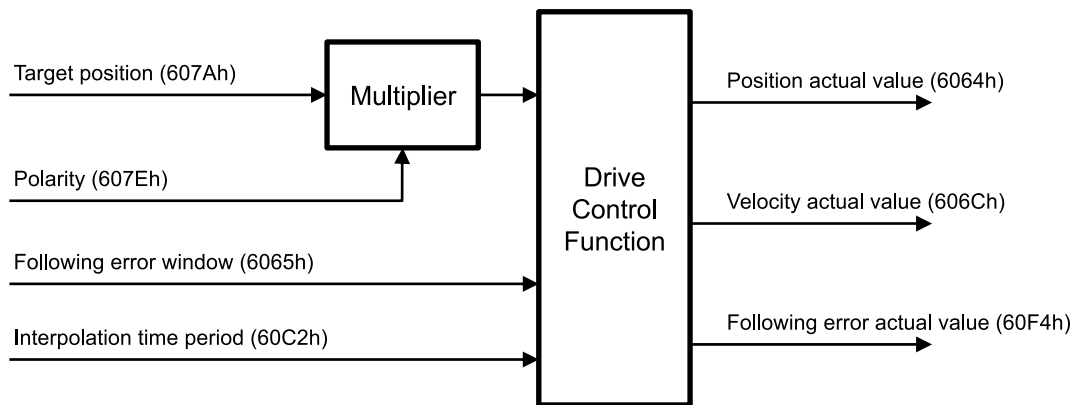 Target position (607Ah)
Multiplier
Polarity (607Eh)
Following error window (6065h)
Interpolation time period (60C2h)
Drive
Control
Function
Position actual value (6064h)
Velocity actual value (606Ch)
Following error actual value (60F4h)